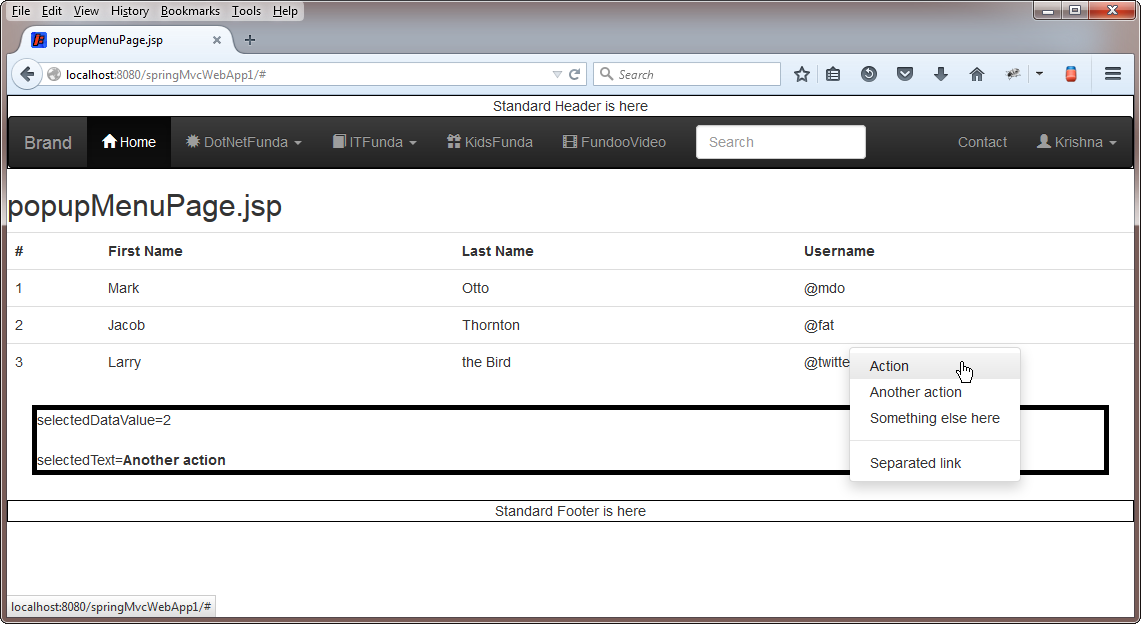 File Edit View History Bookmarks Tools Help
popupMenuPage.jsp
localhost:8080/springMvcWebApp1/#
Search
Standard Header is here
Brand Home DotNetFunda ITFunda KidsFunda FundooVideo Search Contact Krishna
popupMenuPage.jsp
# First Name Last Name Username
1 Mark Otto @mdo
2 Jacob Thornton @fat
3 Larry the Bird @twitte
Action
Another action
Something else here
Separated link
selectedDataValue=2
selectedText=Another action
Standard Footer is here
localhost:8080/springMvcWebApp1/#